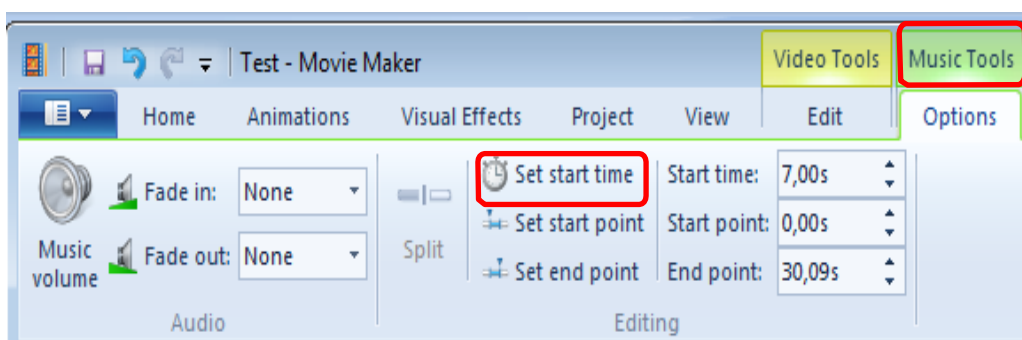 Test - Movie Maker
Video Tools
Music Tools
Home Animations Visual Effects Project View Edit Options
Music volume
Fade in: None
Fade out: None
Audio
Split
Set start time
Set start point
Set end point
Start time: 7,00s
Start point: 0,00s
End point: 30,09s
Editing